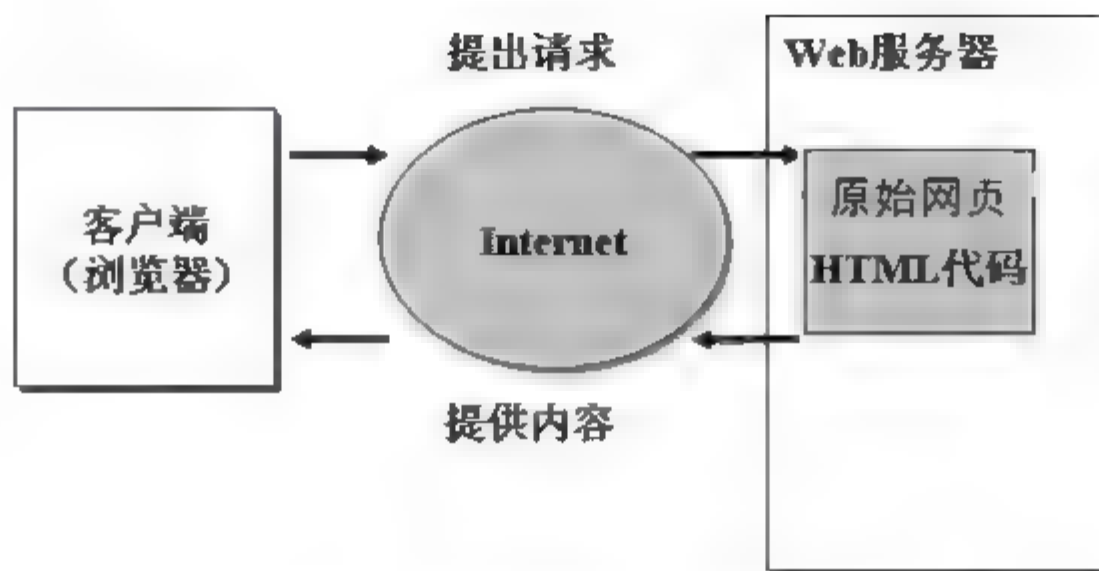 提出请求
Web服务器
客户端
（浏览器）
Internet
原始网页
HTML代码
提供内容